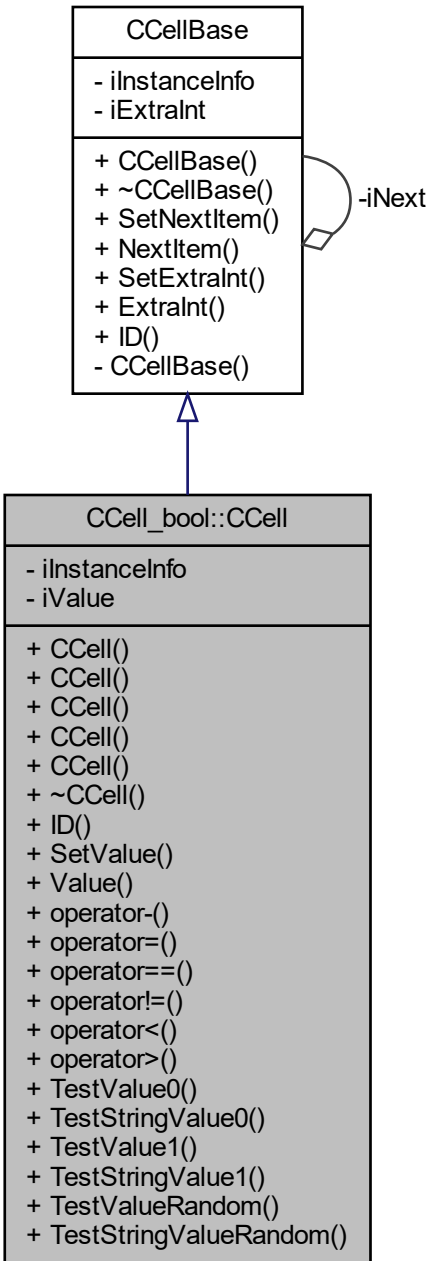 CCellBase
- iInstanceInfo
- iExtraInt
+ CCellBase()
+ ~CCellBase()
+ SetNextItem()
+ NextItem()
+ SetExtraInt()
+ ExtraInt()
+ ID()
- CCellBase()
-iNext
CCell_bool::CCell
- iInstanceInfo
- iValue
+ CCell()
+ CCell()
+ CCell()
+ CCell()
+ CCell()
+ ~CCell()
+ ID()
+ SetValue()
+ Value()
+ operator-()
+ operator=()
+ operator==()
+ operator!=()
+ operator<()
+ operator>()
+ TestValue0()
+ TestStringValue0()
+ TestValue1()
+ TestStringValue1()
+ TestValueRandom()
+ TestStringValueRandom()